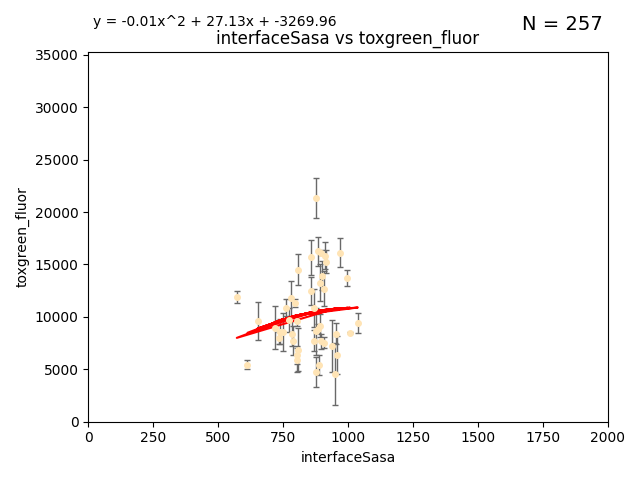 y = -0.01x^2 + 27.13x + -3269.96
N = 257
interfaceSasa vs toxgreen_fluor
35000
30000
25000
20000
15000
10000
5000
0
toxgreen_fluor
0 250 500 750 1000 1250 1500 1750 2000
interfaceSasa